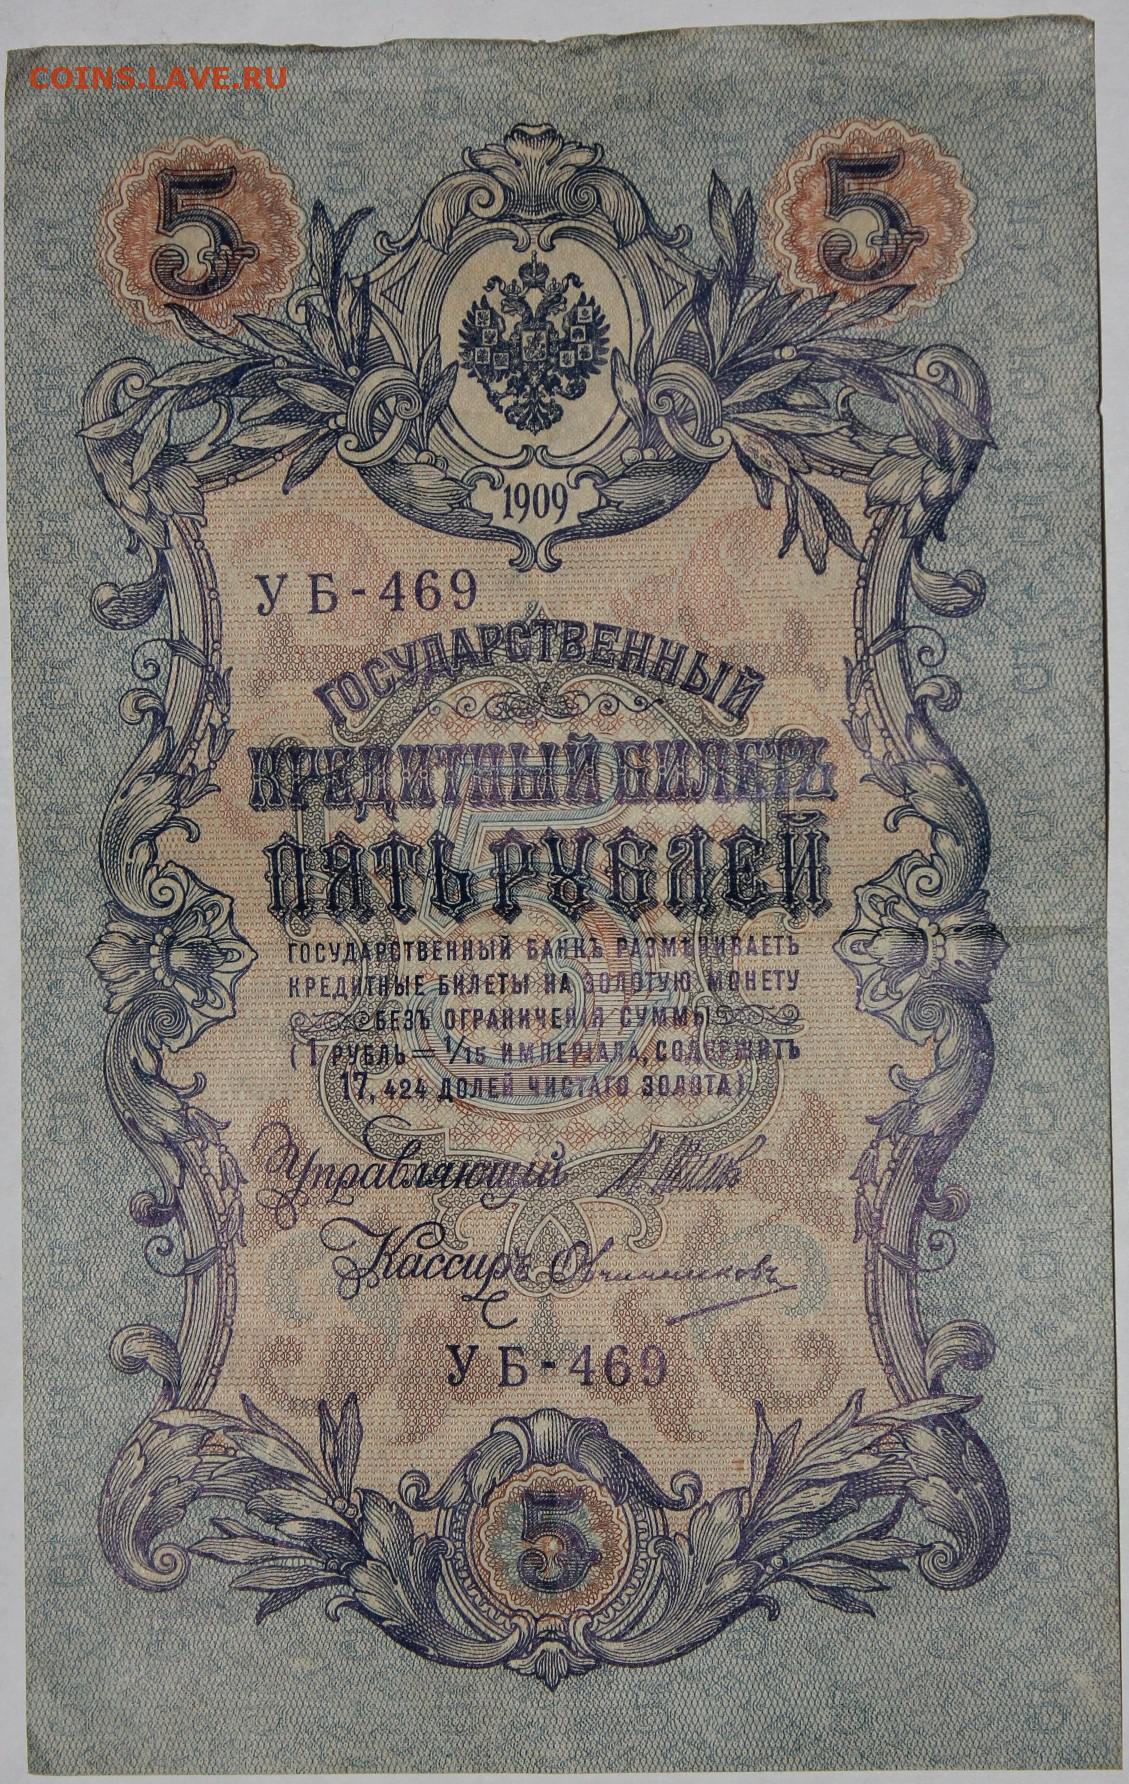 COINS.LAVE.RU
5 5
1909
УБ-469
ГОСУДАРСТВЕННЫЙ
КРЕДИТНЫЙ БИЛЕТЪ
ПЯТЬ РУБЛЕЙ
ГОСУДАРСТВЕННЫЙ БАНКЪ РАЗМѢНИВАЕТЪ
КРЕДИТНЫЕ БИЛЕТЫ НА ЗОЛОТУЮ МОНЕТУ
БЕЗЪ ОГРАНИЧЕНІЯ СУММЫ
(1 РУБЛЬ = 1/15 ИМПЕРІАЛА, СОДЕРЖИТЪ
17,424 ДОЛЕЙ ЧИСТАГО ЗОЛОТА)
Управляющій
Кассиръ Овчинниковъ
УБ-469
5